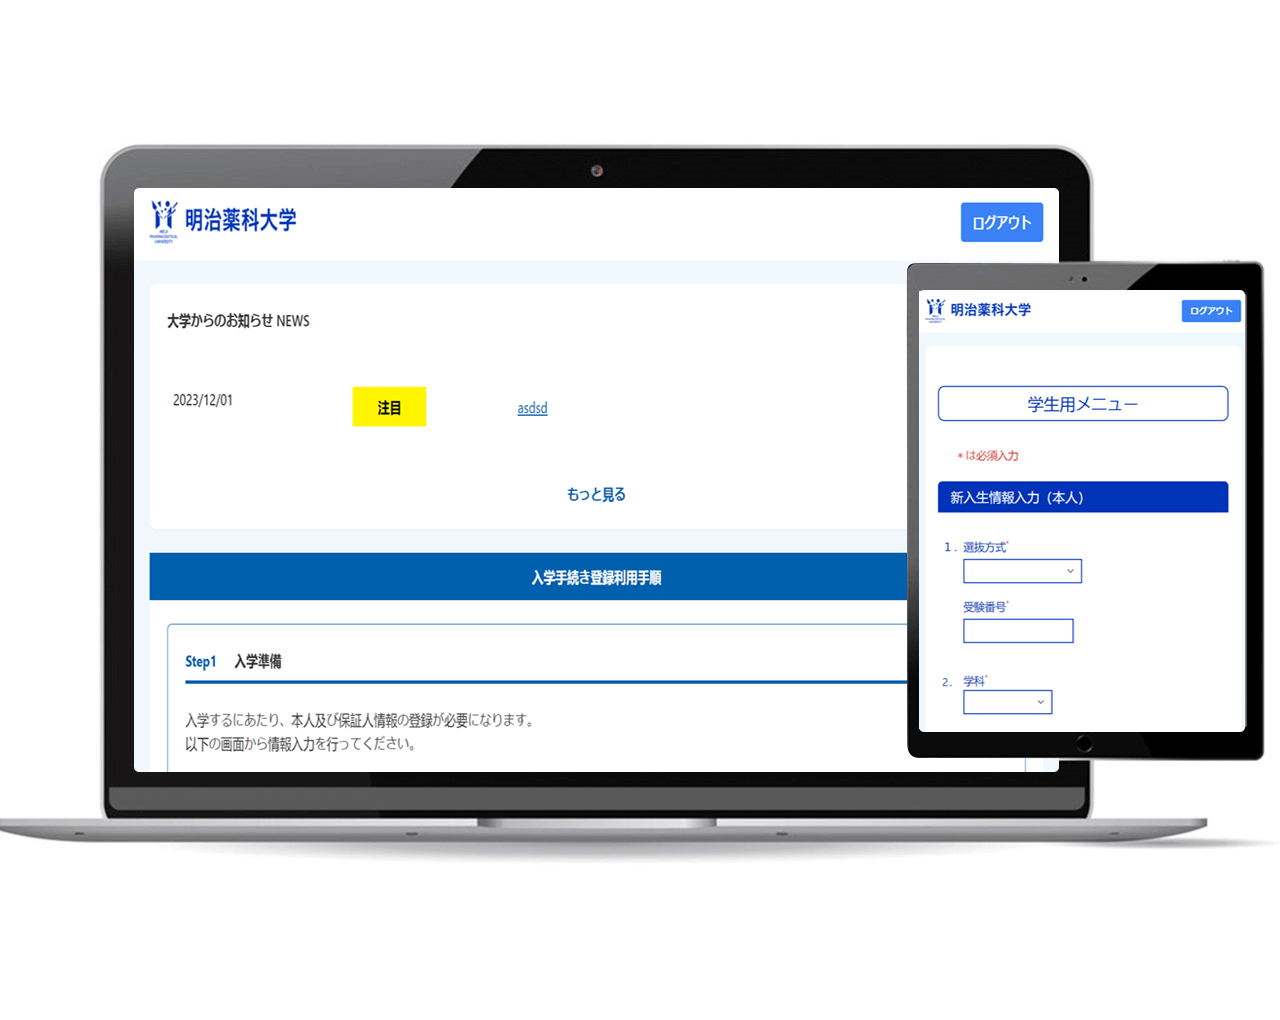 明治薬科大学
MEIJI
PHARMACEUTICAL
UNIVERSITY
ログアウト
大学からのお知らせ NEWS
2023/12/01
注目
asdsd
もっと見る
入学手続き登録利用手順
Step1 入学準備
入学するにあたり、本人及び保証人情報の登録が必要になります。
以下の画面から情報入力を行ってください。
明治薬科大学
ログアウト
学生用メニュー
* は必須入力
新入生情報入力（本人）
1. 選抜方式*
受験番号*
2. 学科*